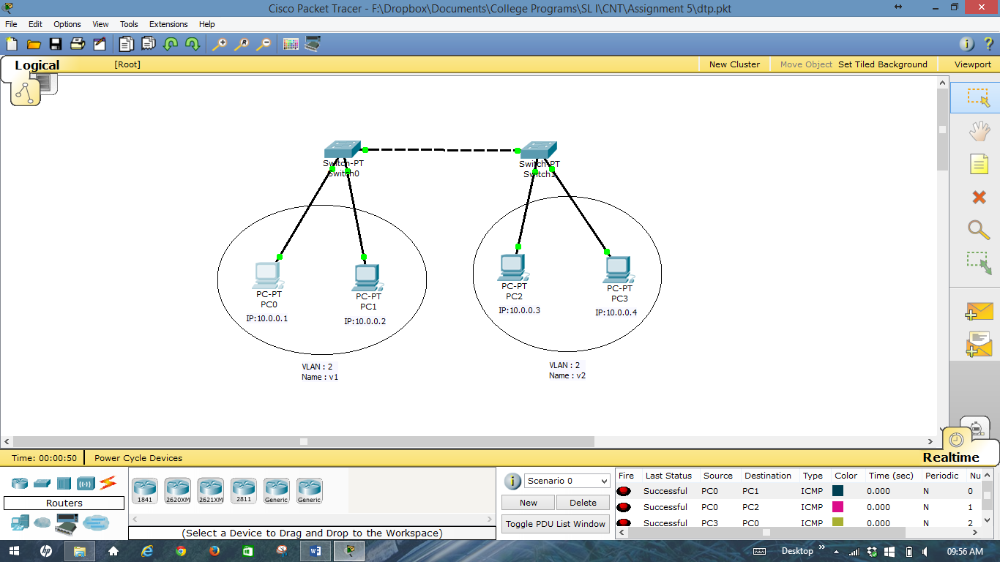 Cisco Packet Tracer - F:\Dropbox\Documents\College Programs\SL I\CNT\Assignment 5\dtp.pkt
File Edit Options View Tools Extensions Help
Logical [Root] New Cluster Move Object Set Tiled Background Viewport
Switch-PT
Switch0
Switch-PT
Switch1
PC-PT
PC0
IP:10.0.0.1
PC-PT
PC1
IP:10.0.0.2
PC-PT
PC2
IP:10.0.0.3
PC-PT
PC3
IP:10.0.0.4
VLAN : 2
Name : v1
VLAN : 2
Name : v2
Time: 00:00:50 Power Cycle Devices Realtime
Routers
1841 2620XM 2621XM 2811 Generic Generic
(Select a Device to Drag and Drop to the Workspace)
Scenario 0
New Delete
Toggle PDU List Window
Fire Last Status Source Destination Type Color Time (sec) Periodic Nu
Successful PC0 PC1 ICMP 0.000 N 0
Successful PC0 PC2 ICMP 0.000 N 1
Successful PC3 PC0 ICMP 0.000 N 2
Desktop 09:56 AM